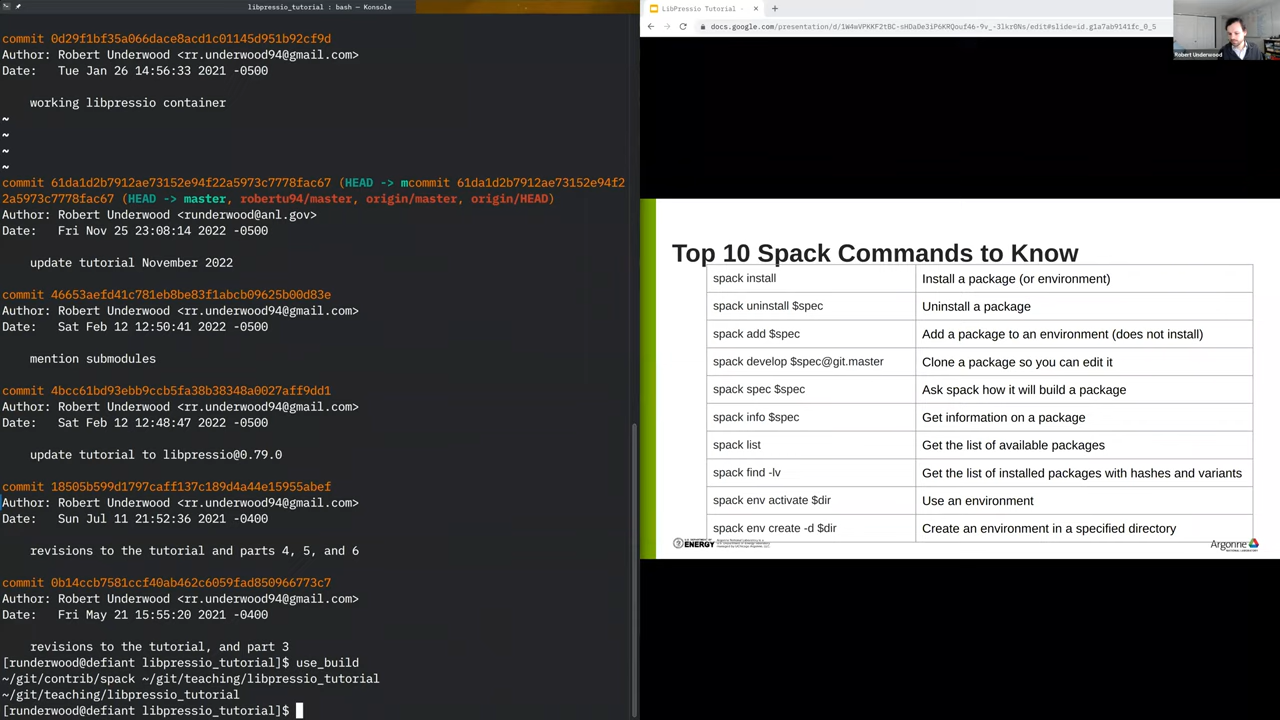 libpressio_tutorial : bash — Konsole
commit 0d29f1bf35a066dace8acd1c01145d951b92cf9d
Author: Robert Underwood <rr.underwood94@gmail.com>
Date:   Tue Jan 26 14:56:33 2021 -0500
working libpressio container
~
~
~
~
commit 61da1d2b7912ae73152e94f22a5973c7778fac67 (HEAD -> mcommit 61da1d2b7912ae73152e94f2
2a5973c7778fac67 (HEAD -> master, robertu94/master, origin/master, origin/HEAD)
Author: Robert Underwood <runderwood@anl.gov>
Date:   Fri Nov 25 23:08:14 2022 -0500
update tutorial November 2022
commit 46653aefd41c781eb8be83f1abcb09625b00d83e
Author: Robert Underwood <rr.underwood94@gmail.com>
Date:   Sat Feb 12 12:50:41 2022 -0500
mention submodules
commit 4bcc61bd93ebb9ccb5fa38b38348a0027aff9dd1
Author: Robert Underwood <rr.underwood94@gmail.com>
Date:   Sat Feb 12 12:48:47 2022 -0500
update tutorial to libpressio@0.79.0
commit 18505b599d1797caff137c189d4a44e15955abef
Author: Robert Underwood <rr.underwood94@gmail.com>
Date:   Sun Jul 11 21:52:36 2021 -0400
revisions to the tutorial and parts 4, 5, and 6
commit 0b14ccb7581ccf40ab462c6059fad850966773c7
Author: Robert Underwood <rr.underwood94@gmail.com>
Date:   Fri May 21 15:55:20 2021 -0400
revisions to the tutorial, and part 3
[runderwood@defiant libpressio_tutorial]$ use_build
~/git/contrib/spack ~/git/teaching/libpressio_tutorial
~/git/teaching/libpressio_tutorial
[runderwood@defiant libpressio_tutorial]$
LibPressio Tutorial -
Robert Underwood
Top 10 Spack Commands to Know
spack install	Install a package (or environment)
spack uninstall $spec	Uninstall a package
spack add $spec	Add a package to an environment (does not install)
spack develop $spec@git.master	Clone a package so you can edit it
spack spec $spec	Ask spack how it will build a package
spack info $spec	Get information on a package
spack list	Get the list of available packages
spack find -lv	Get the list of installed packages with hashes and variants
spack env activate $dir	Use an environment
spack env create -d $dir	Create an environment in a specified directory
ENERGY
Argonne